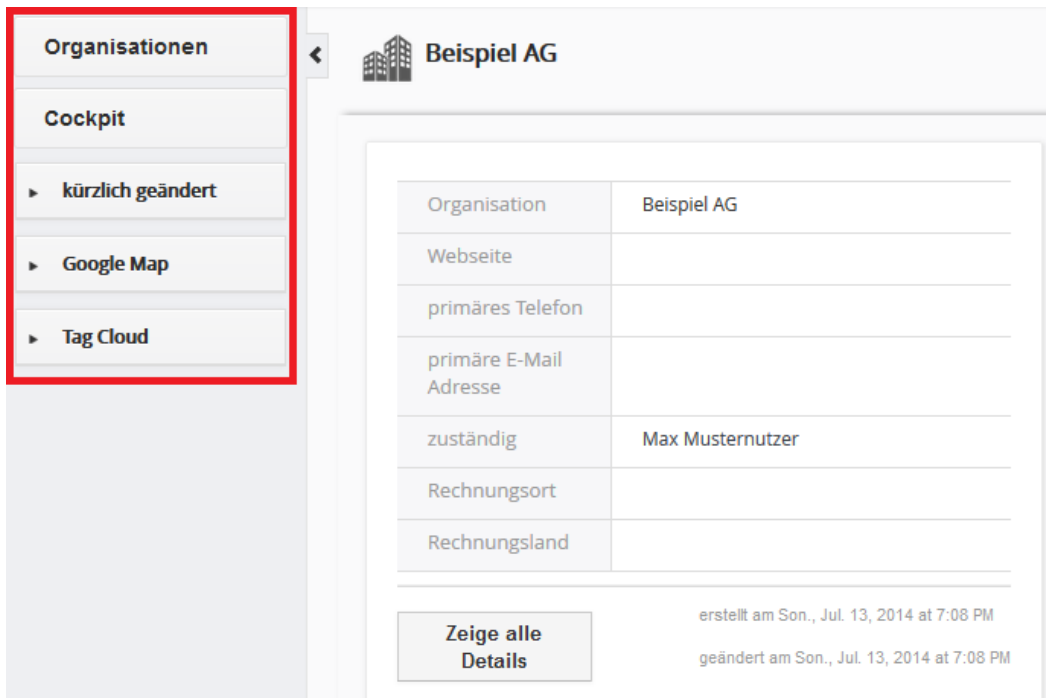 Organisationen
Cockpit
kürzlich geändert
Google Map
Tag Cloud
Beispiel AG
Organisation Beispiel AG
Webseite
primäres Telefon
primäre E-Mail
Adresse
zuständig Max Musternutzer
Rechnungsort
Rechnungsland
Zeige alle
Details
erstellt am Son., Jul. 13, 2014 at 7:08 PM
geändert am Son., Jul. 13, 2014 at 7:08 PM